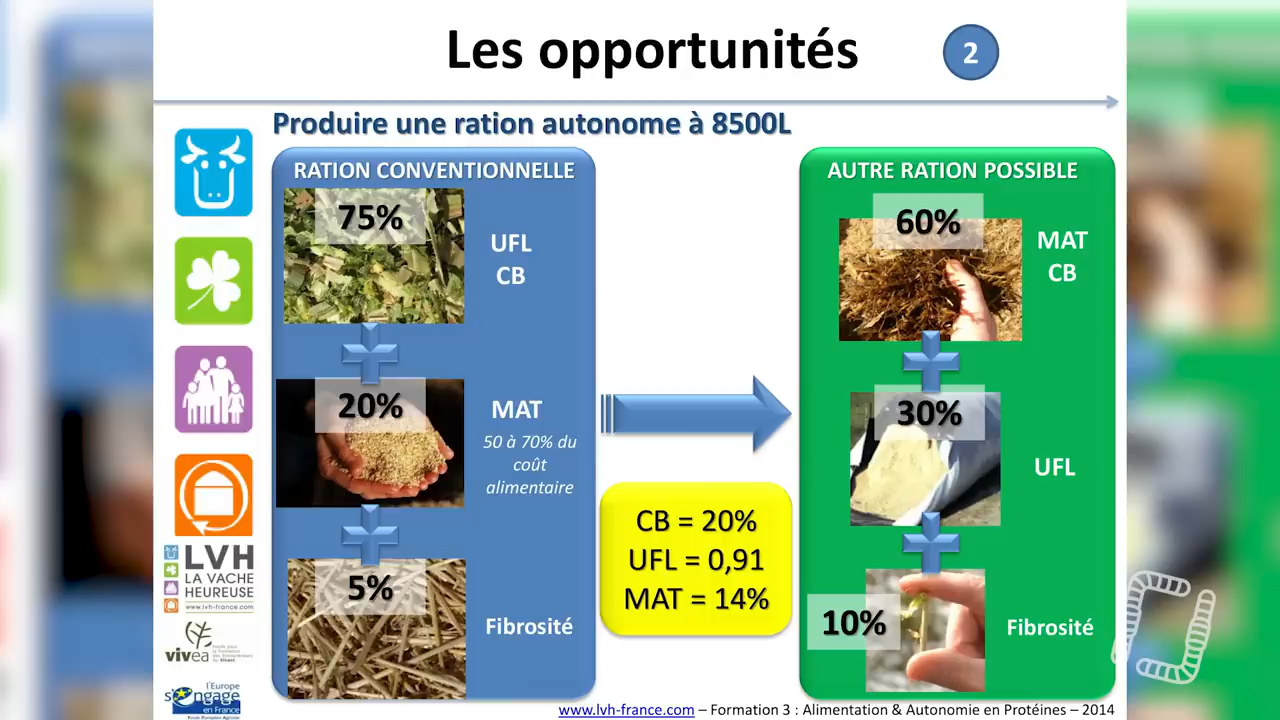 Les opportunités
2
Produire une ration autonome à 8500L
RATION CONVENTIONNELLE
75%
UFL
CB
20%
MAT
50 à 70% du
coût
alimentaire
5%
Fibrosité
CB = 20%
UFL = 0,91
MAT = 14%
AUTRE RATION POSSIBLE
60%
MAT
CB
30%
UFL
10%
Fibrosité
LVH
LA VACHE
HEUREUSE
www.lvh-france.com
vivea
l'Europe
s'engage
en France
www.lvh-france.com – Formation 3 : Alimentation & Autonomie en Protéines – 2014